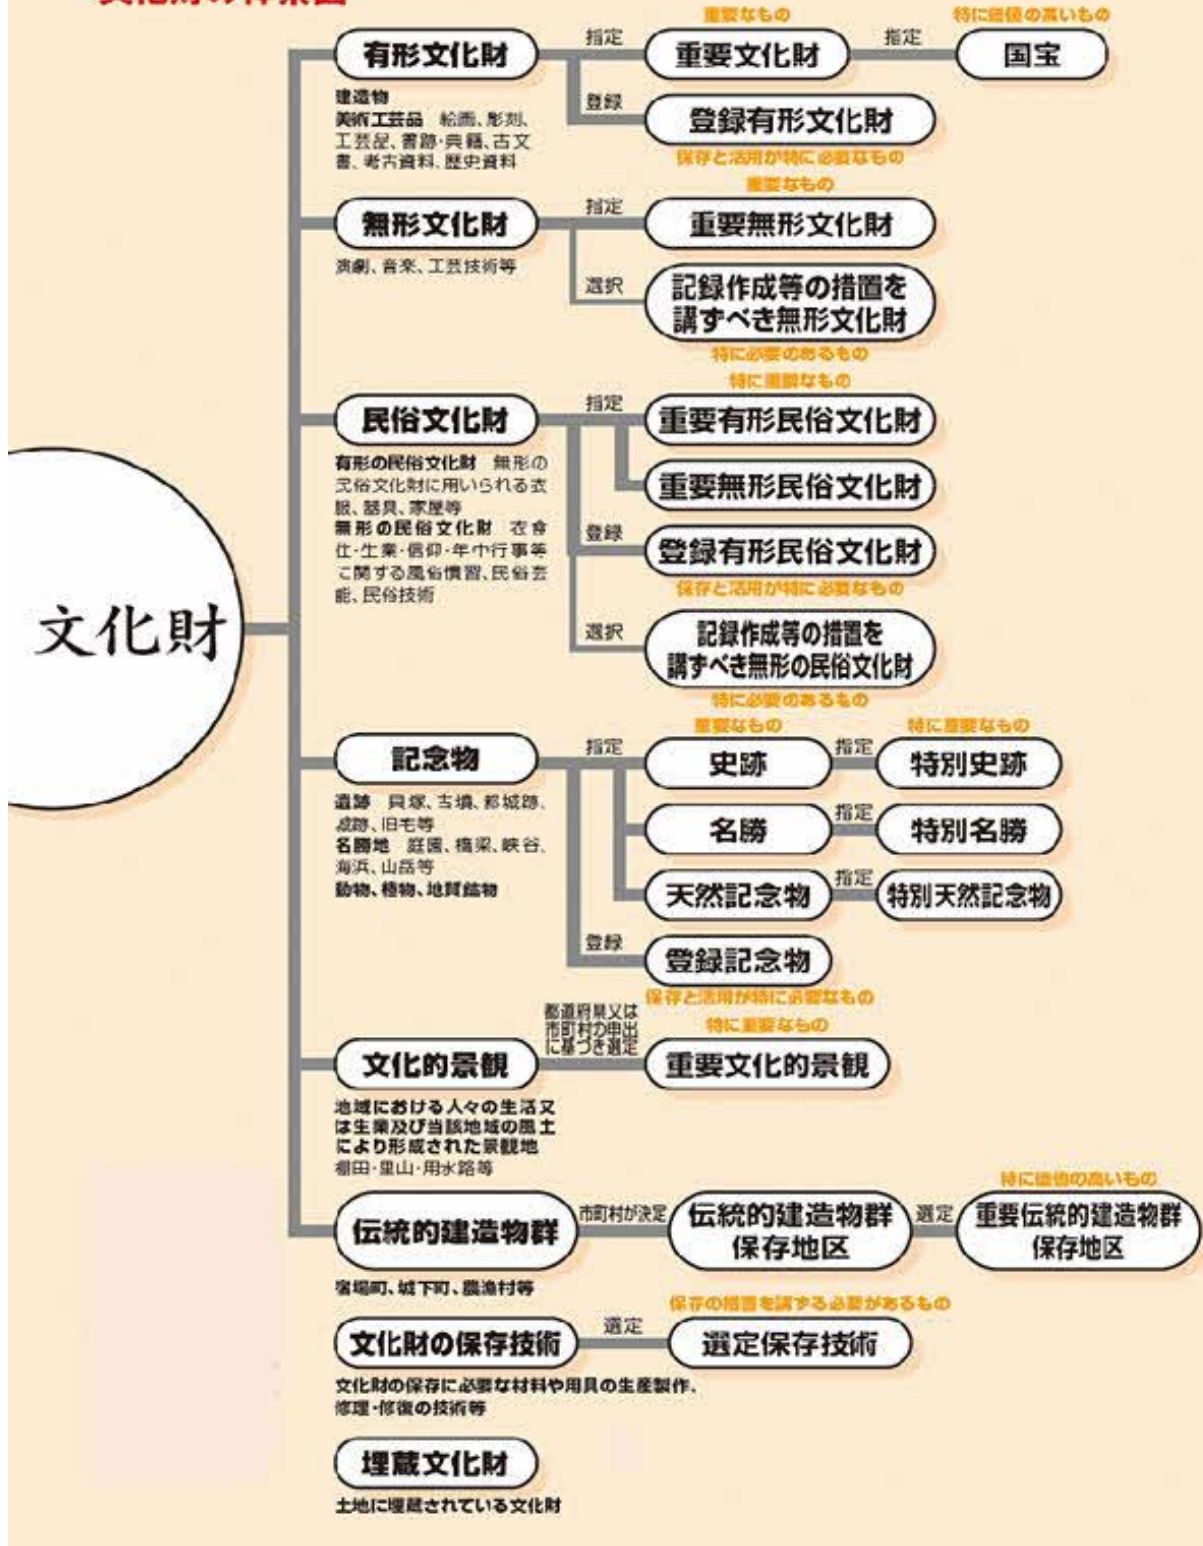 文化財の体系図
重要なもの
特に価値の高いもの
有形文化財
指定
重要文化財
指定
国宝
建造物
美術工芸品 絵画、彫刻、
工芸品、書跡・典籍、古文
書、考古資料、歴史資料
登録
登録有形文化財
保存と活用が特に必要なもの
重要なもの
無形文化財
指定
重要無形文化財
演劇、音楽、工芸技術等
選択
記録作成等の措置を
講ずべき無形文化財
特に必要のあるもの
特に重要なもの
民俗文化財
指定
重要有形民俗文化財
重要無形民俗文化財
有形の民俗文化財 無形の
民俗文化財に用いられる衣
服、器具、家屋等
無形の民俗文化財 衣食
住・生業・信仰・年中行事等
に関する風俗慣習、民俗芸
能、民俗技術
登録
登録有形民俗文化財
保存と活用が特に必要なもの
選択
記録作成等の措置を
講ずべき無形の民俗文化財
特に必要のあるもの
文化財
重要なもの
特に重要なもの
記念物
指定
史跡
指定
特別史跡
遺跡 貝塚、古墳、都城跡、
城跡、旧宅等
名勝地 庭園、橋梁、峡谷、
海浜、山岳等
動物、植物、地質鉱物
名勝
指定
特別名勝
天然記念物
指定
特別天然記念物
登録
登録記念物
保存と活用が特に必要なもの
都道府県又は
市町村の申出
に基づき選定
特に重要なもの
文化的景観
重要文化的景観
地域における人々の生活又
は生業及び当該地域の風土
により形成された景観地
棚田・里山・用水路等
特に価値の高いもの
伝統的建造物群
市町村が決定
伝統的建造物群
保存地区
選定
重要伝統的建造物群
保存地区
宿場町、城下町、農漁村等
保存の措置を講ずる必要があるもの
文化財の保存技術
選定
選定保存技術
文化財の保存に必要な材料や用具の生産製作、
修理・修復の技術等
埋蔵文化財
土地に埋蔵されている文化財